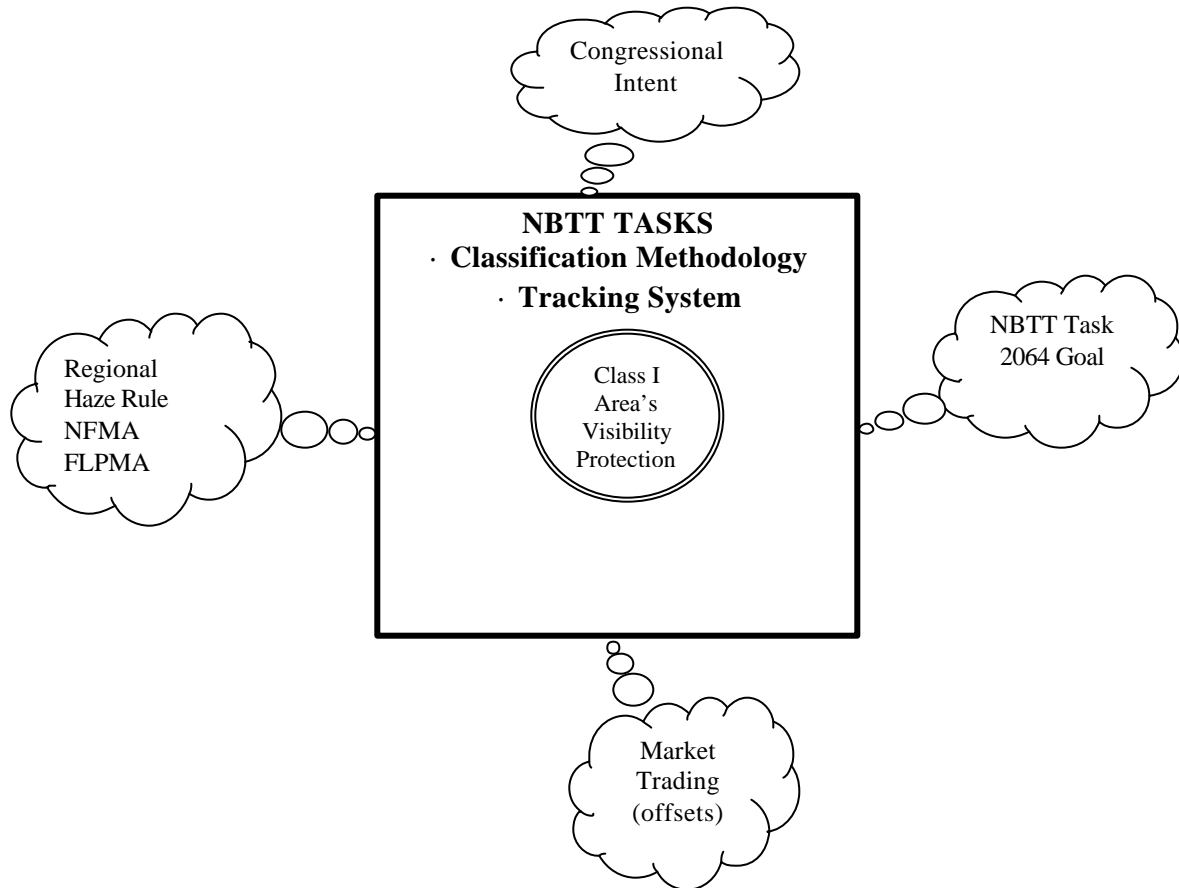 Congressional
Intent
NBTT TASKS
· Classification Methodology
· Tracking System
Regional
Haze Rule
NFMA
FLPMA
Class I
Area’s
Visibility
Protection
NBTT Task
2064 Goal
Market
Trading
(offsets)